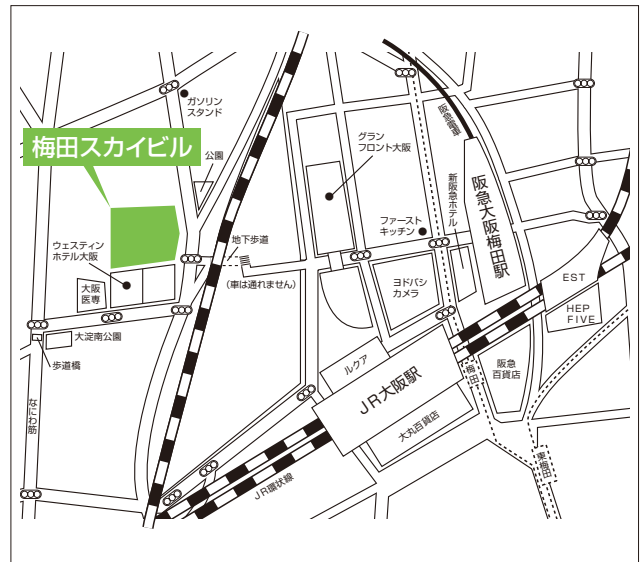 ガソリン
スタンド
梅田スカイビル
公園
グラン
フロント大阪
阪急電車
新阪急ホテル
阪急大阪梅田駅
ファースト
キッチン
地下歩道
(車は通れません)
ウェスティン
ホテル大阪
大阪
医専
ヨドバシ
カメラ
EST
HEP
FIVE
大淀南公園
歩道橋
ルクア
JR大阪駅
梅田
阪急
百貨店
大丸百貨店
なにわ筋
JR環状線
東梅田